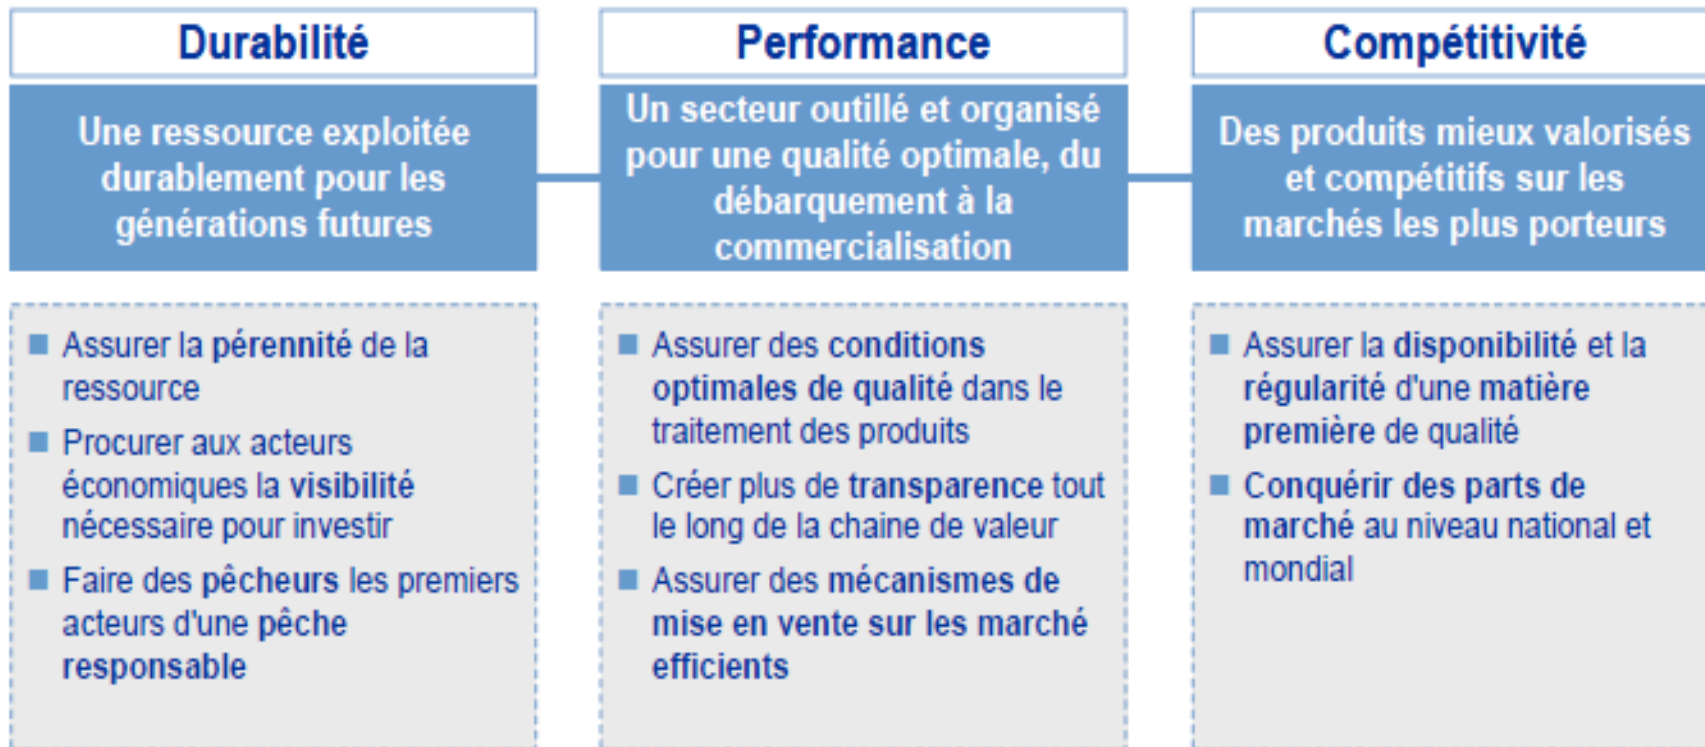 Durabilité
Une ressource exploitée
durablement pour les
générations futures
■ Assurer la pérennité de la
ressource
■ Procurer aux acteurs
économiques la visibilité
nécessaire pour investir
■ Faire des pêcheurs les premiers
acteurs d'une pêche
responsable
Performance
Un secteur outillé et organisé
pour une qualité optimale, du
débarquement à la
commercialisation
■ Assurer des conditions
optimales de qualité dans le
traitement des produits
■ Créer plus de transparence tout
le long de la chaine de valeur
■ Assurer des mécanismes de
mise en vente sur les marché
efficients
Compétitivité
Des produits mieux valorisés
et compétitifs sur les
marchés les plus porteurs
■ Assurer la disponibilité et la
régularité d'une matière
première de qualité
■ Conquérir des parts de
marché au niveau national et
mondial